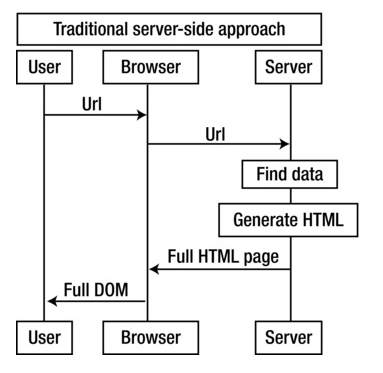 Traditional server-side approach
User Browser Server
Url
Url
Find data
Generate HTML
Full HTML page
Full DOM
User Browser Server